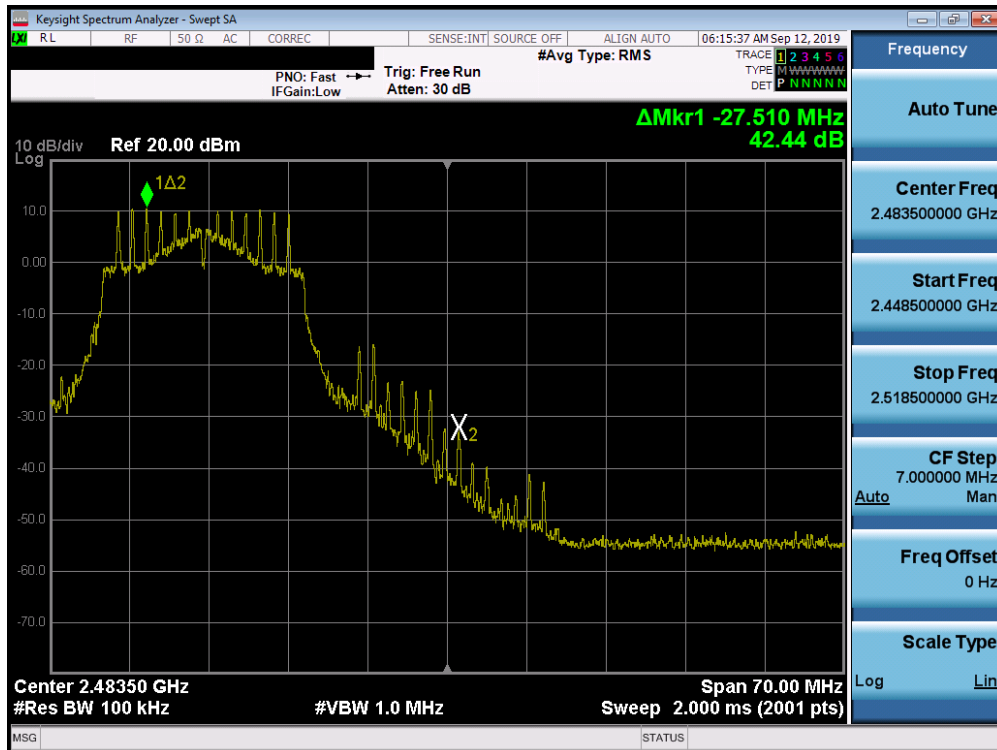 Keysight Spectrum Analyzer - Swept SA
LXI RL RF 50 Ω AC CORREC SENSE:INT SOURCE OFF ALIGN AUTO 06:15:37 AM Sep 12, 2019
Frequency
#Avg Type: RMS
TRACE 1 2 3 4 5 6
PNO: Fast Trig: Free Run
TYPE M WWWWW
IFGain:Low Atten: 30 dB
DET P N N N N N
ΔMkr1 -27.510 MHz
42.44 dB
10 dB/div Ref 20.00 dBm
Log
1Δ2
10.0
0.00
-10.0
-20.0
-30.0
X2
-40.0
-50.0
-60.0
-70.0
Center 2.48350 GHz Span 70.00 MHz
#Res BW 100 kHz #VBW 1.0 MHz Sweep 2.000 ms (2001 pts)
Auto Tune
Center Freq
2.483500000 GHz
Start Freq
2.448500000 GHz
Stop Freq
2.518500000 GHz
CF Step
7.000000 MHz
Auto Man
Freq Offset
0 Hz
Scale Type
Log Lin
MSG STATUS